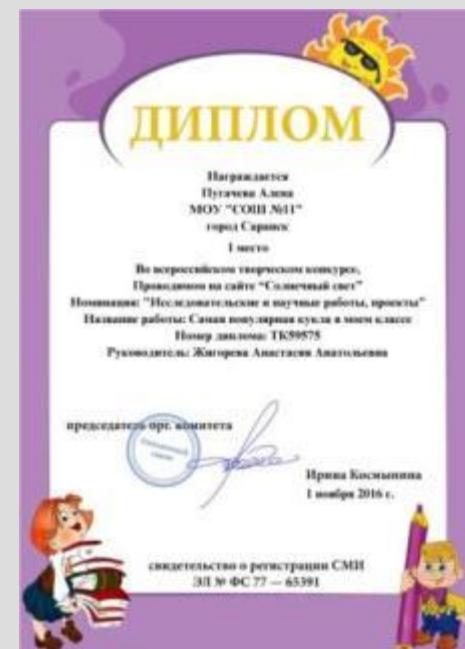 ДИПЛОМ
Награждается
Пугачева Алена
МОУ "СОШ №11"
город Саранск
1 место
Во всероссийском творческом конкурсе,
Проводимом на сайте "Солнечный свет"
Номинация: "Исследовательские и научные работы, проекты"
Название работы: Самая популярная кукла в моем классе
Номер диплома: ТК59575
Руководитель: Жигорева Анастасия Анатольевна
председатель орг. комитета
Солнечный
свет
Ирина Космынина
1 ноября 2016 г.
свидетельство о регистрации СМИ
ЭЛ № ФС 77 — 65391